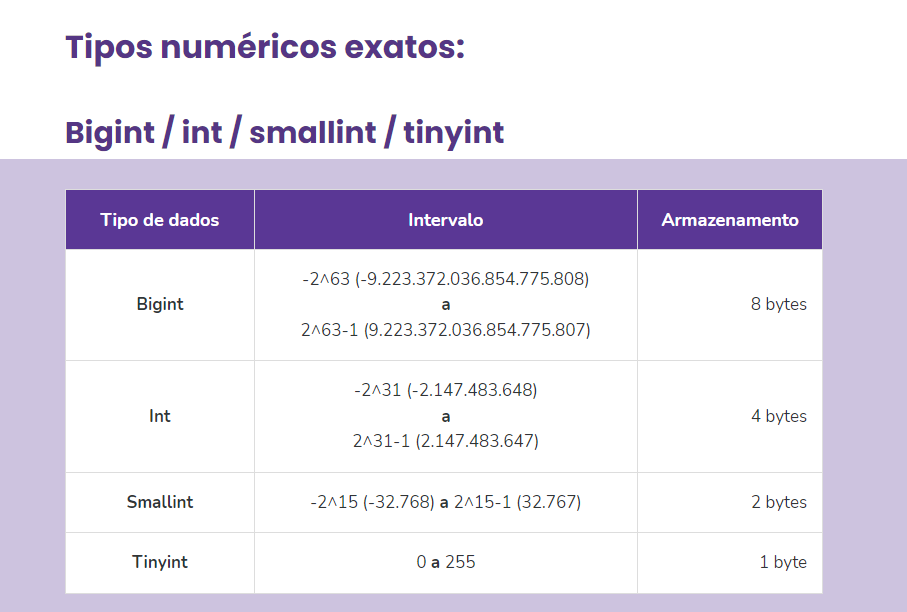 Tipos numéricos exatos:
Bigint / int / smallint / tinyint
Tipo de dados Intervalo Armazenamento
-2^63 (-9.223.372.036.854.775.808)
Bigint a 8 bytes
2^63-1 (9.223.372.036.854.775.807)
-2^31 (-2.147.483.648)
Int a 4 bytes
2^31-1 (2.147.483.647)
Smallint -2^15 (-32.768) a 2^15-1 (32.767) 2 bytes
Tinyint 0 a 255 1 byte